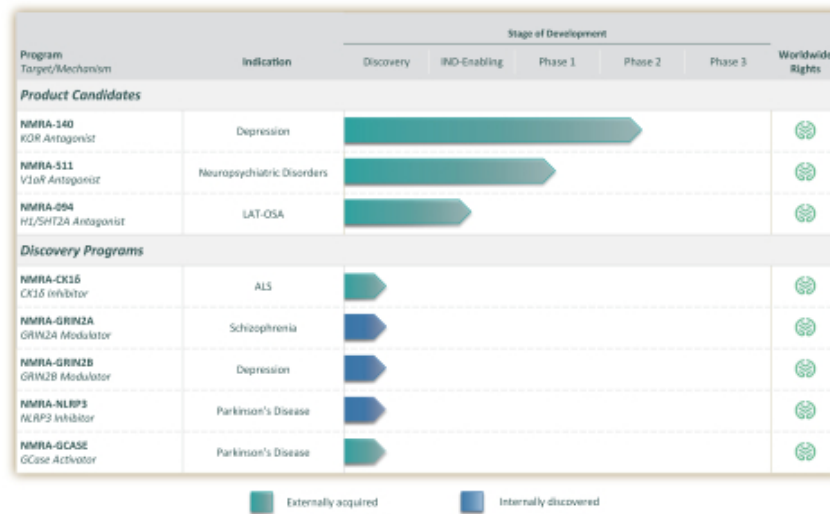 Stage of Development
Program
Target/Mechanism
Indication
Discovery
IND-Enabling
Phase 1
Phase 2
Phase 3
Worldwide
Rights
Product Candidates
NMRA-140
KOR Antagonist
Depression
NMRA-511
V1aR Antagonist
Neuropsychiatric Disorders
NMRA-094
H1/5HT2A Antagonist
LAT-OSA
Discovery Programs
NMRA-CK1δ
CK1δ Inhibitor
ALS
NMRA-GRIN2A
GRIN2A Modulator
Schizophrenia
NMRA-GRIN2B
GRIN2B Modulator
Depression
NMRA-NLRP3
NLRP3 Inhibitor
Parkinson's Disease
NMRA-GCASE
GCase Activator
Parkinson's Disease
Externally acquired
Internally discovered